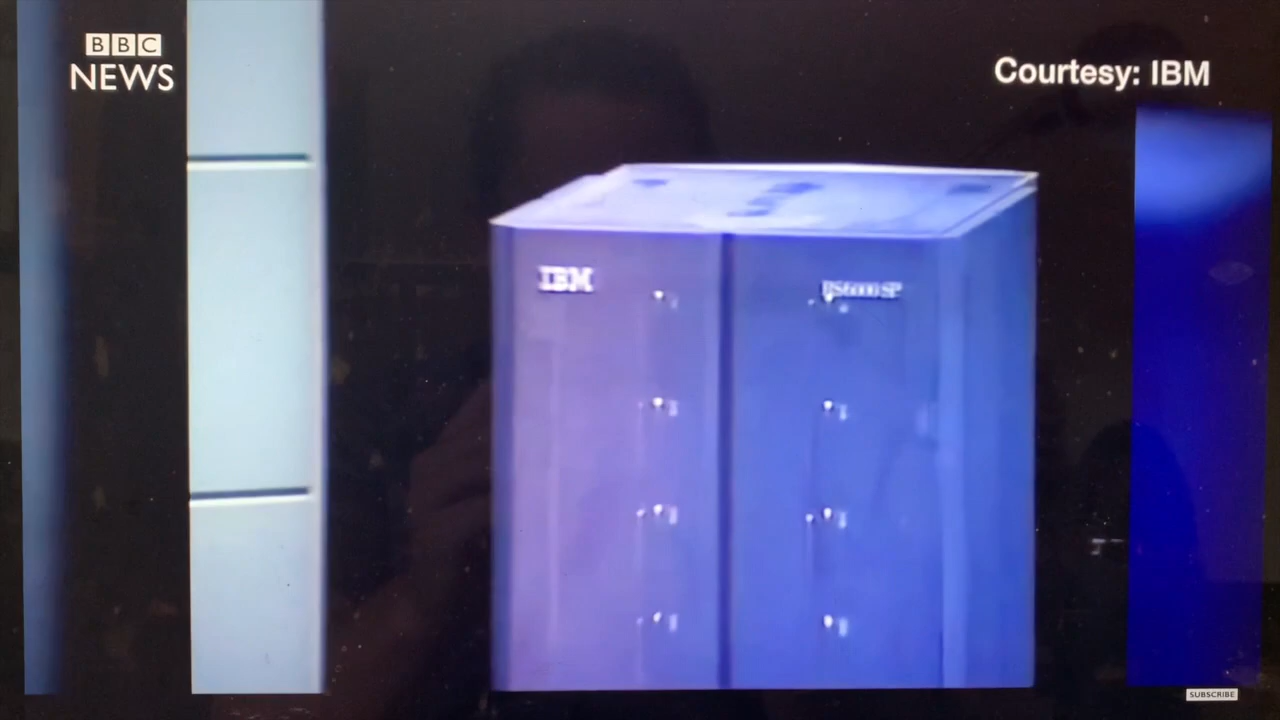 BBC
NEWS
Courtesy: IBM
IBM
RS6000 SP
SUBSCRIBE